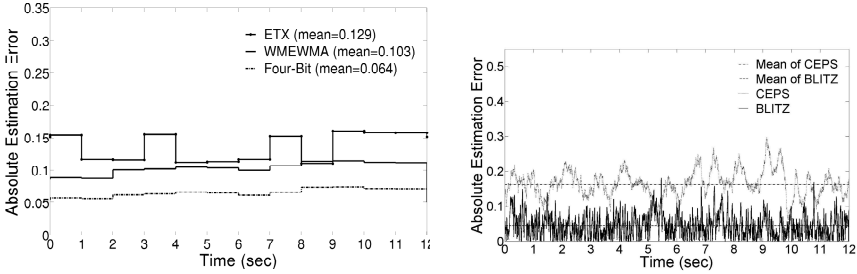 Absolute Estimation Error
0.35
0.3
0.25
0.2
0.15
0.1
0.05
0
ETX (mean=0.129)
WMEWMA (mean=0.103)
Four-Bit (mean=0.064)
0 1 2 3 4 5 6 7 8 9 10 11 12
Time (sec)
Absolute Estimation Error
0.5
0.4
0.3
0.2
0.1
0
Mean of CEPS
Mean of BLITZ
CEPS
BLITZ
0 1 2 3 4 5 6 7 8 9 10 11 12
Time (sec)